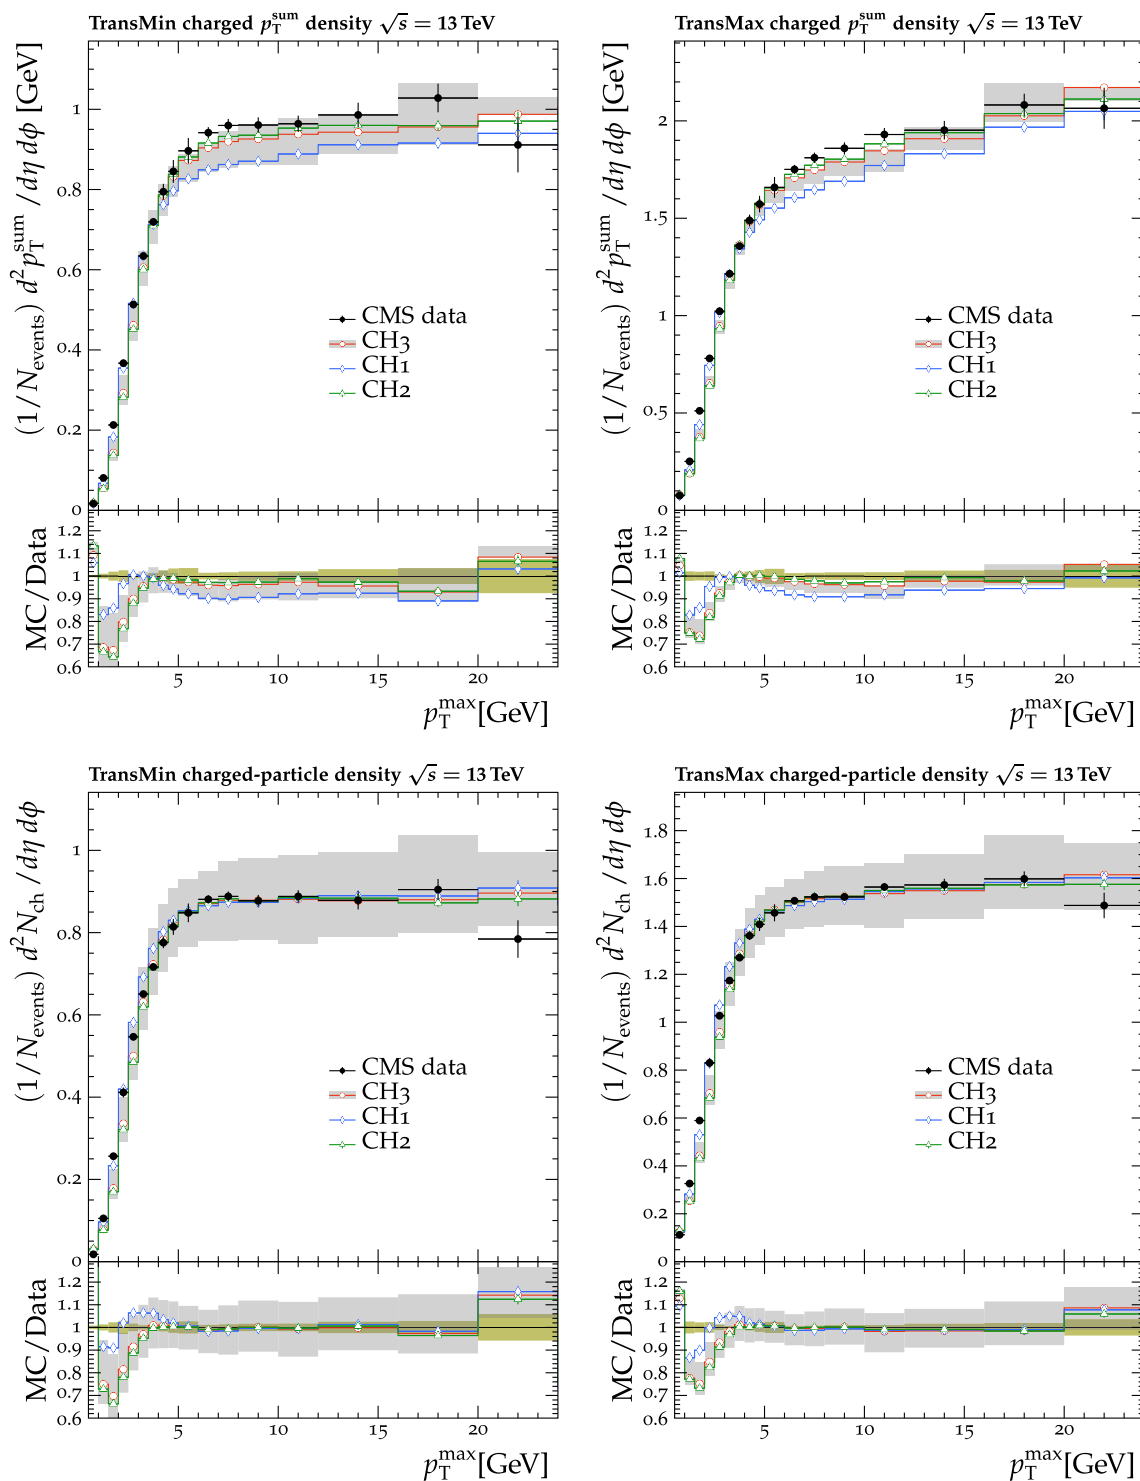 TransMin charged p_T^sum density √s = 13 TeV
(1/N_events) d²p_T^sum/dη dϕ [GeV]
1
0.8
0.6
0.4
0.2
0
CMS data
CH3
CH1
CH2
MC/Data
1.2
1.1
1
0.9
0.8
0.7
0.6
5 10 15 20
p_T^max[GeV]
TransMax charged p_T^sum density √s = 13 TeV
(1/N_events) d²p_T^sum/dη dϕ [GeV]
2
1.5
1
0.5
0
CMS data
CH3
CH1
CH2
MC/Data
1.2
1.1
1
0.9
0.8
0.7
0.6
5 10 15 20
p_T^max[GeV]
TransMin charged-particle density √s = 13 TeV
(1/N_events) d²N_ch/dη dϕ
1
0.8
0.6
0.4
0.2
0
CMS data
CH3
CH1
CH2
MC/Data
1.2
1.1
1
0.9
0.8
0.7
0.6
5 10 15 20
p_T^max[GeV]
TransMax charged-particle density √s = 13 TeV
(1/N_events) d²N_ch/dη dϕ
1.8
1.6
1.4
1.2
1
0.8
0.6
0.4
0.2
0
CMS data
CH3
CH1
CH2
MC/Data
1.2
1.1
1
0.9
0.8
0.7
0.6
5 10 15 20
p_T^max[GeV]